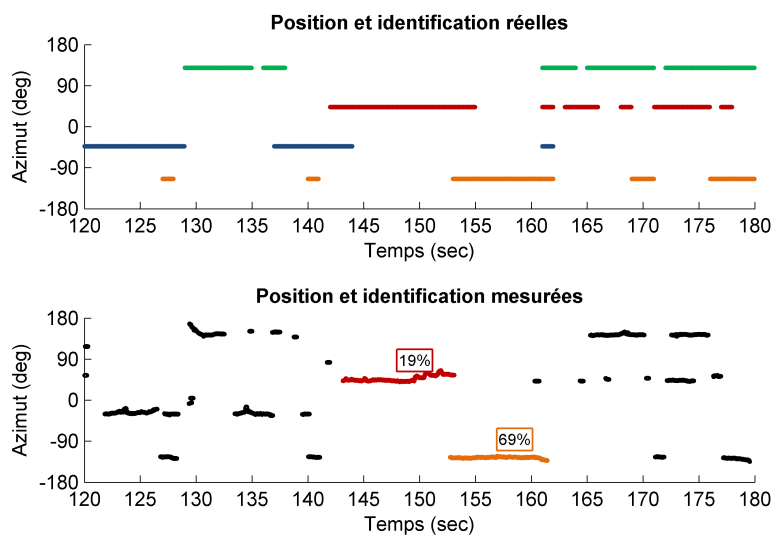 Position et identification réelles
180
90
0
-90
-180
Azimut (deg)
120 125 130 135 140 145 150 155 160 165 170 175 180
Temps (sec)
Position et identification mesurées
180
90
0
-90
-180
Azimut (deg)
19%
69%
120 125 130 135 140 145 150 155 160 165 170 175 180
Temps (sec)